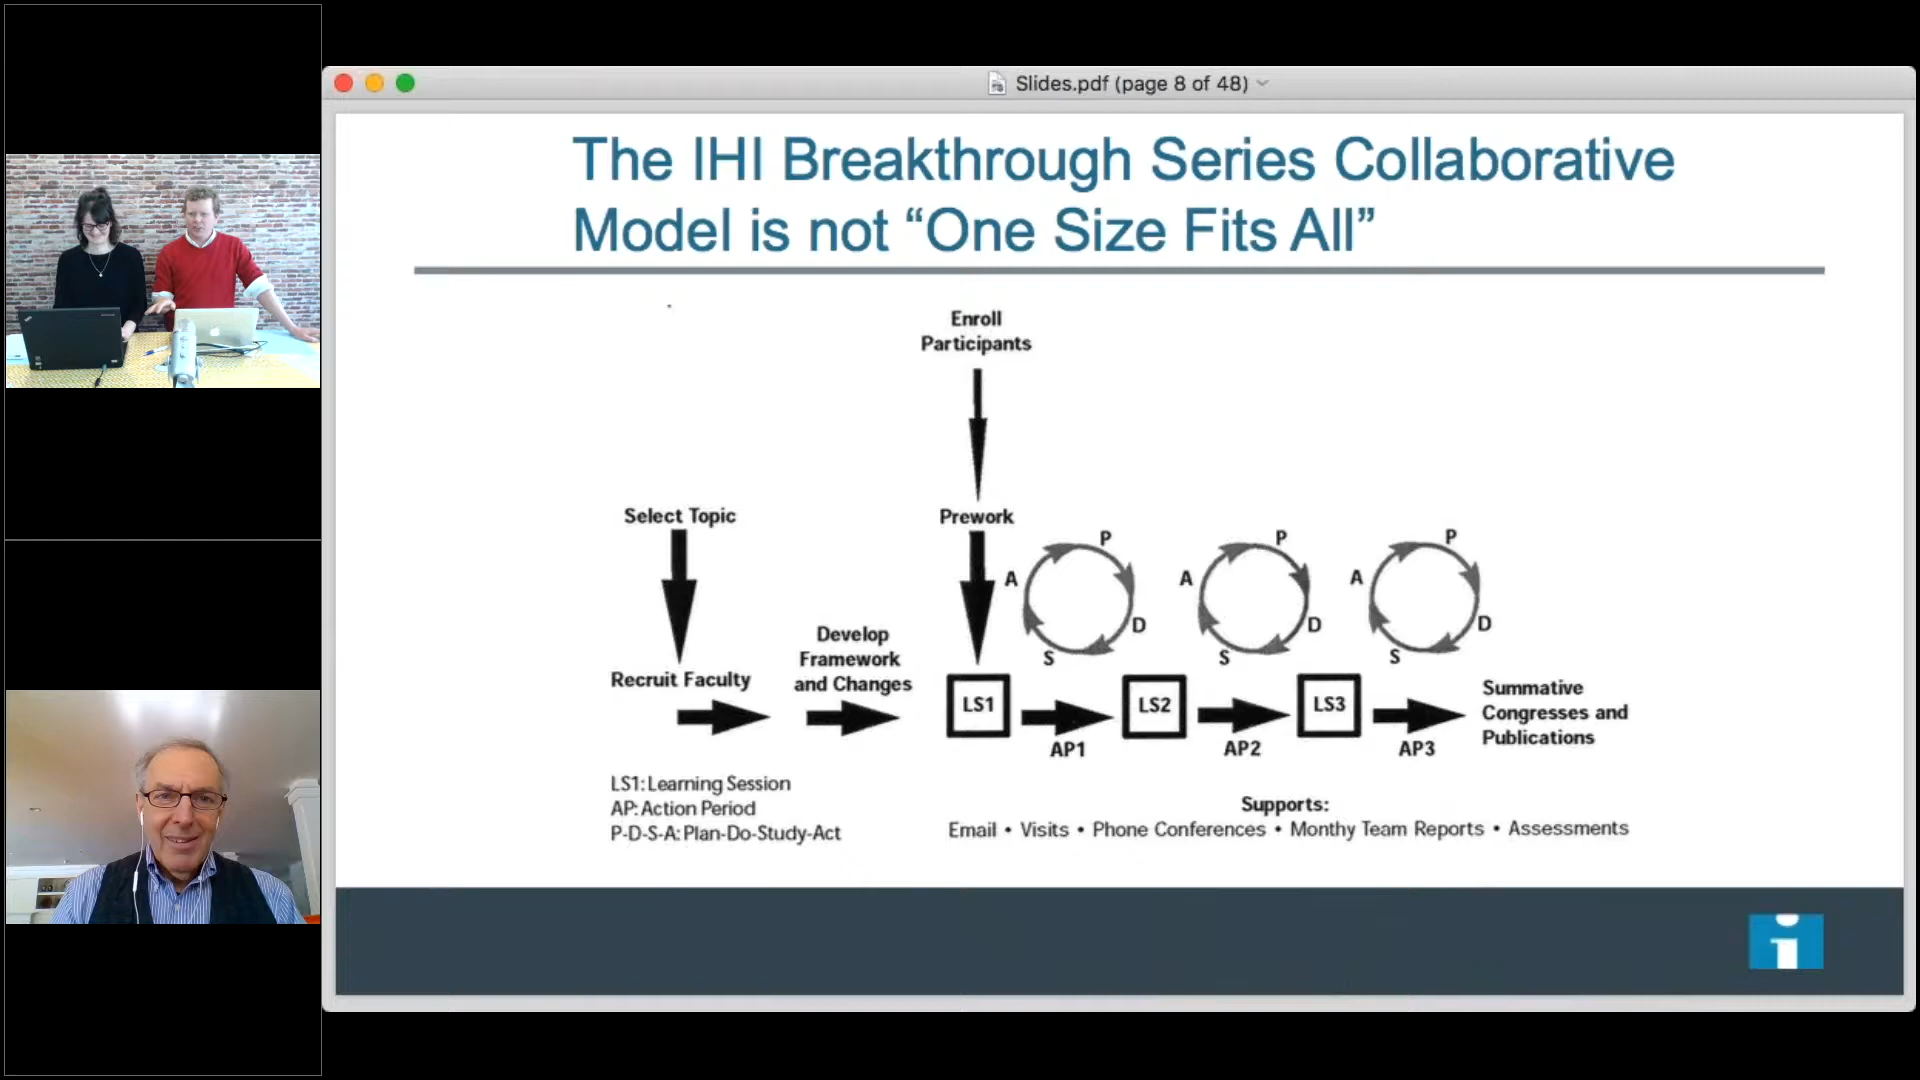 Slides.pdf (page 8 of 48)
The IHI Breakthrough Series Collaborative
Model is not “One Size Fits All”
Enroll
Participants
Select Topic
Prework
P
A
D
S
P
A
D
S
P
A
D
S
Recruit Faculty
Develop
Framework
and Changes
LS1
LS2
LS3
AP1
AP2
AP3
Summative
Congresses and
Publications
LS1: Learning Session
AP: Action Period
P-D-S-A: Plan-Do-Study-Act
Supports:
Email • Visits • Phone Conferences • Monthy Team Reports • Assessments